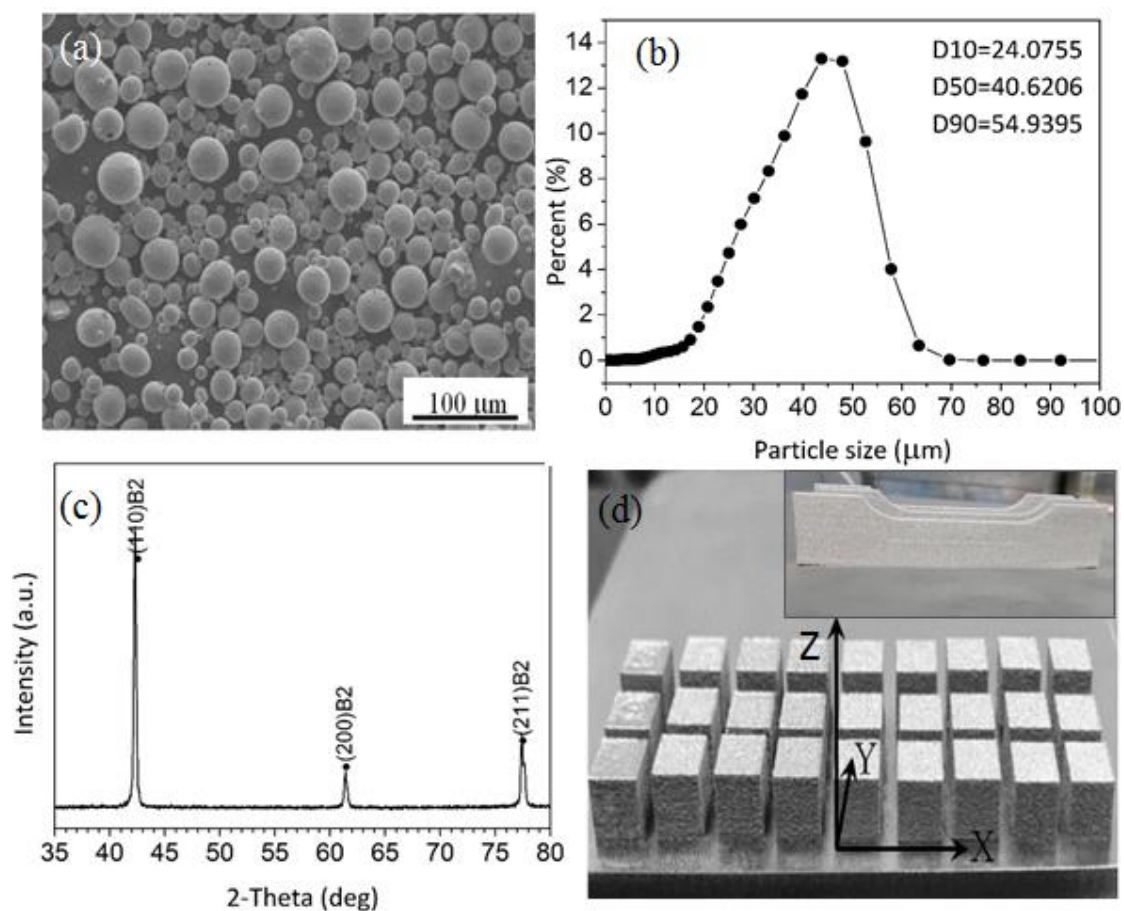 (a)
100 μm
(b)
D10=24.0755
D50=40.6206
D90=54.9395
14
12
10
8
6
4
2
0
Percent (%)
0 10 20 30 40 50 60 70 80 90 100
Particle size (μm)
(c)
(110)B2
(200)B2
(211)B2
Intensity (a.u.)
35 40 45 50 55 60 65 70 75 80
2-Theta (deg)
(d)
Z
Y
X